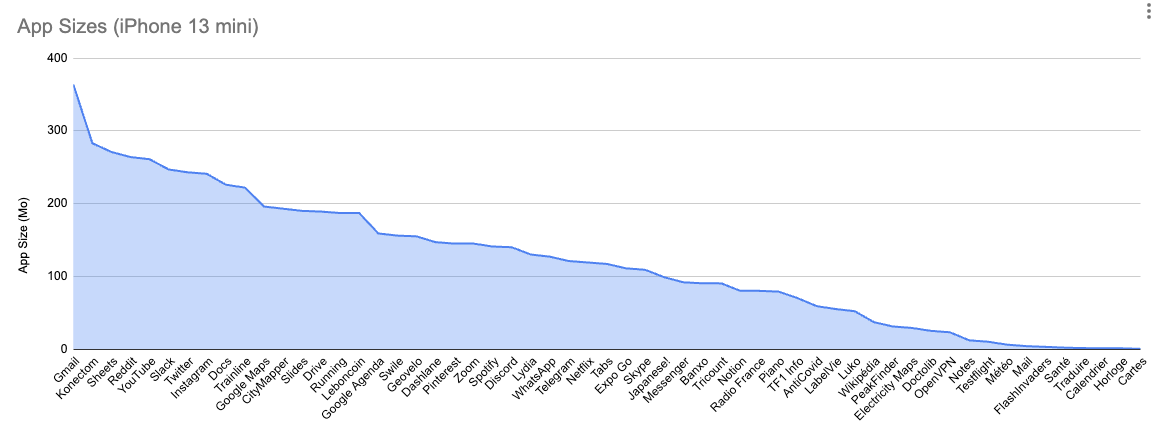 App Sizes (iPhone 13 mini)
App Size (Mo)
400
300
200
100
0
Gmail
Konectom
Sheets
Reddit
YouTube
Slack
Twitter
Instagram
Docs
Trainline
Google Maps
CityMapper
Slides
Drive
Running
Leboncoin
Google Agenda
Swile
Geovelo
Dashlane
Pinterest
Zoom
Spotify
Discord
Lydia
WhatsApp
Telegram
Netflix
Tabs
Expo Go
Skype
Japanese!
Messenger
Banxo
Tricount
Notion
Radio France
Piano
TF1 Info
AntiCovid
LabelVie
Luko
Wikipédia
PeakFinder
Electricity Maps
Doctolib
OpenVPN
Notes
Testflight
Météo
Mail
FlashInvaders
Santé
Traduire
Calendrier
Horloge
Cartes